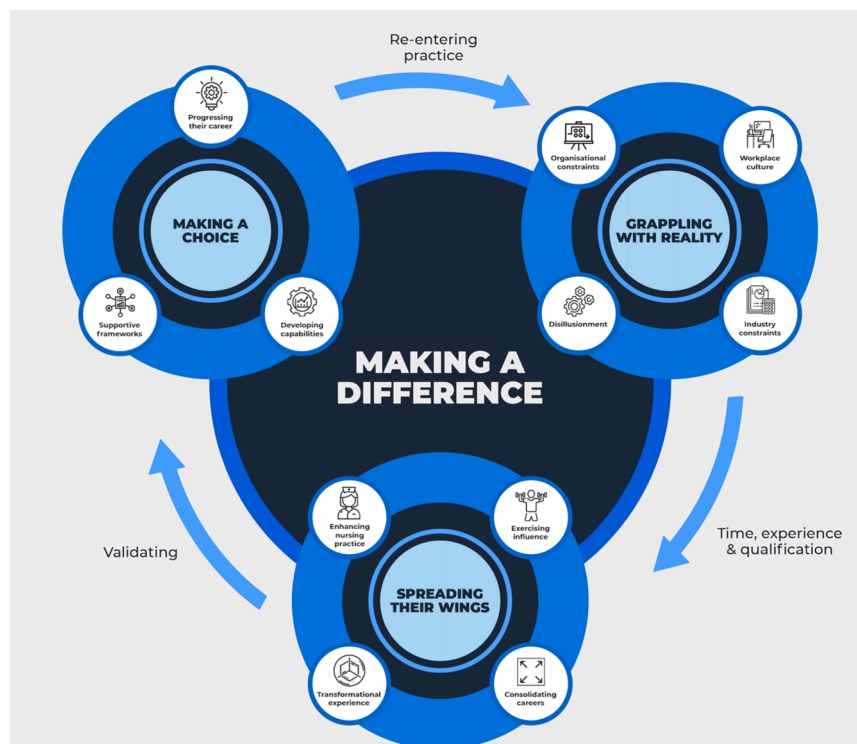 Re-entering
practice
Progressing
their career
MAKING A
CHOICE
Supportive
frameworks
Developing
capabilities
Organisational
constraints
Workplace
culture
GRAPPLING
WITH REALITY
Disillusionment
Industry
constraints
MAKING A
DIFFERENCE
Time, experience
& qualification
Enhancing
nursing
practice
Exercising
influence
SPREADING
THEIR WINGS
Transformational
experience
Consolidating
careers
Validating